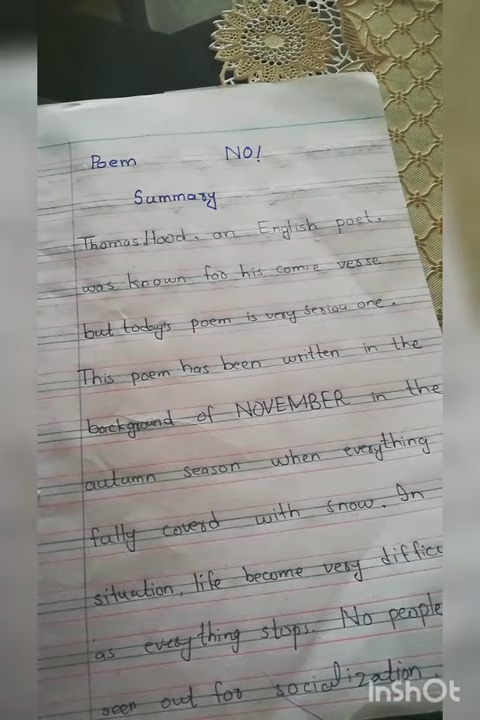 Poem NO!
Summary
Thomas Hood, an English poet,
was known for his comic verse
but today's poem is very seriou one.
This poem has been written in the
background of NOVEMBER in the
autumn season when everything
fully coverd with snow. In
situation, life become very difficu
as everything stops. No people
seen out for socialization.
InShOt